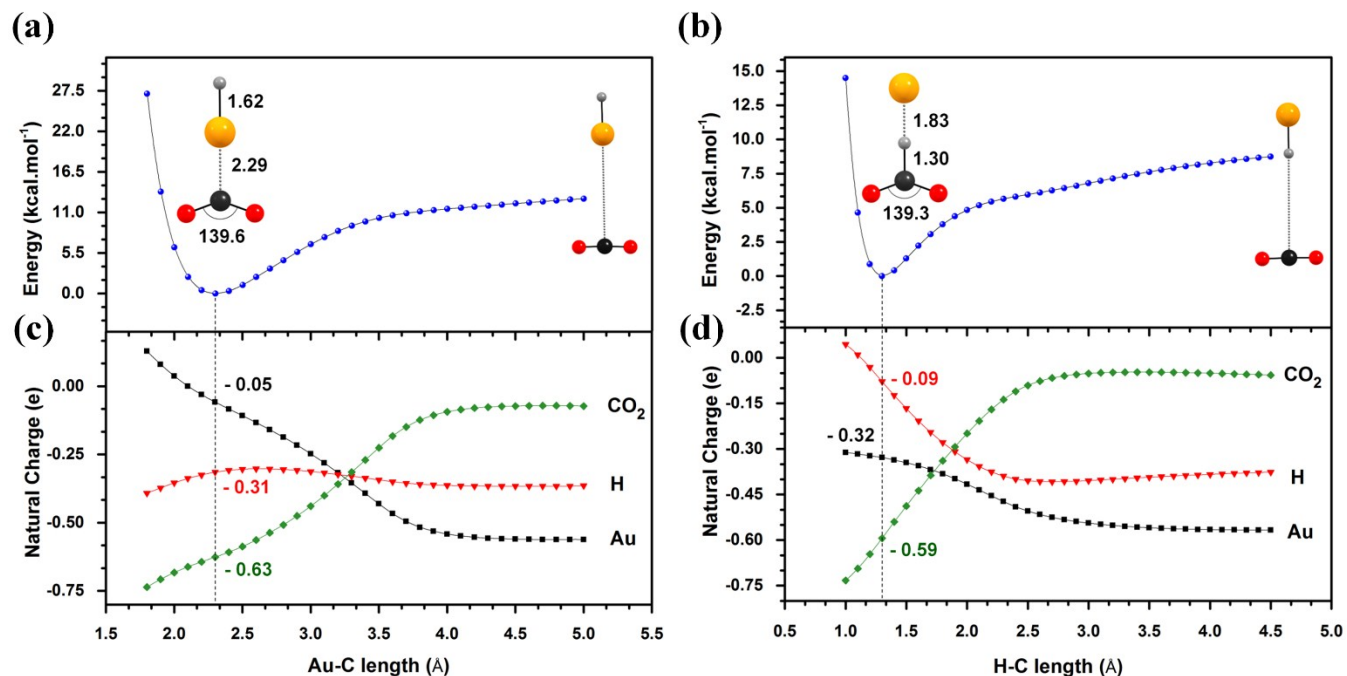 (a)
Energy (kcal.mol⁻¹)
27.5
22.0
16.5
11.0
5.5
0.0
1.62
2.29
139.6
(b)
Energy (kcal.mol⁻¹)
15.0
12.5
10.0
7.5
5.0
2.5
0.0
-2.5
1.83
1.30
139.3
(c)
Natural Charge (e)
0.00
-0.25
-0.50
-0.75
- 0.05
- 0.31
- 0.63
CO₂
H
Au
1.5 2.0 2.5 3.0 3.5 4.0 4.5 5.0 5.5
Au-C length (Å)
(d)
Natural Charge (e)
0.00
-0.15
-0.30
-0.45
-0.60
-0.75
- 0.09
- 0.32
- 0.59
CO₂
H
Au
0.5 1.0 1.5 2.0 2.5 3.0 3.5 4.0 4.5 5.0
H-C length (Å)